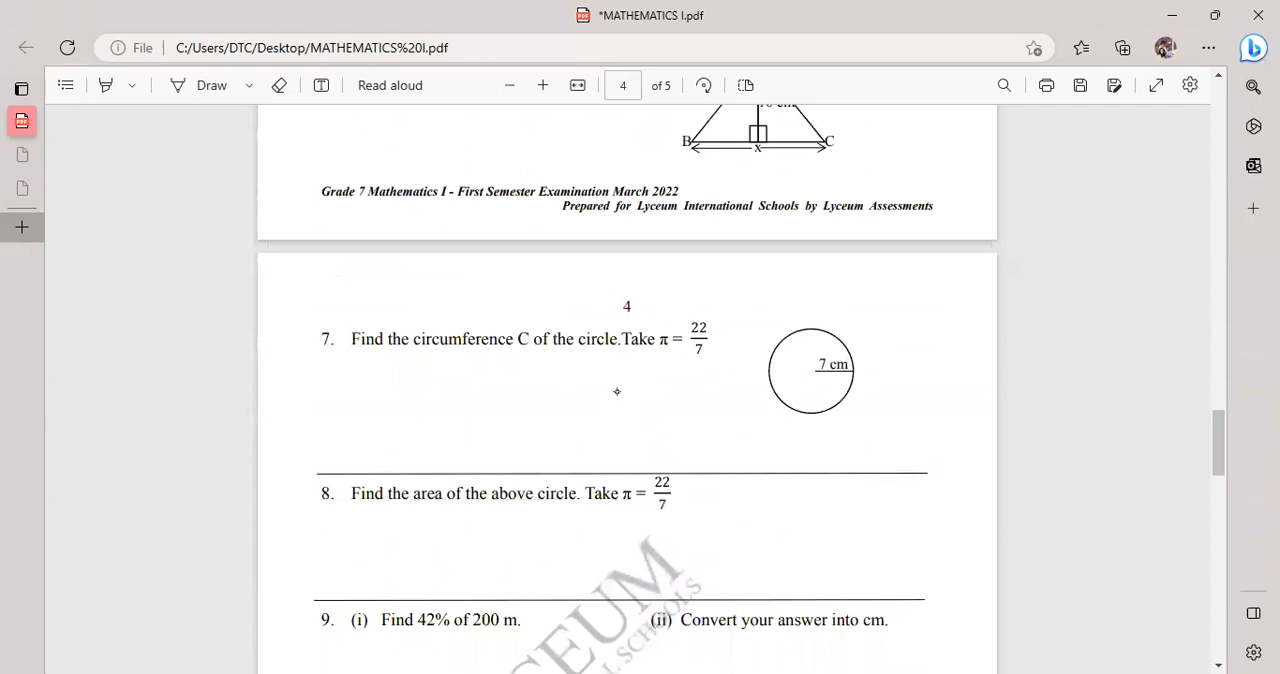 *MATHEMATICS I.pdf
File C:/Users/DTC/Desktop/MATHEMATICS%20I.pdf
Draw Read aloud 4 of 5
B x C
Grade 7 Mathematics I - First Semester Examination March 2022
Prepared for Lyceum International Schools by Lyceum Assessments
4
7. Find the circumference C of the circle.Take π = 22/7
7 cm
8. Find the area of the above circle. Take π = 22/7
9. (i) Find 42% of 200 m. (ii) Convert your answer into cm.